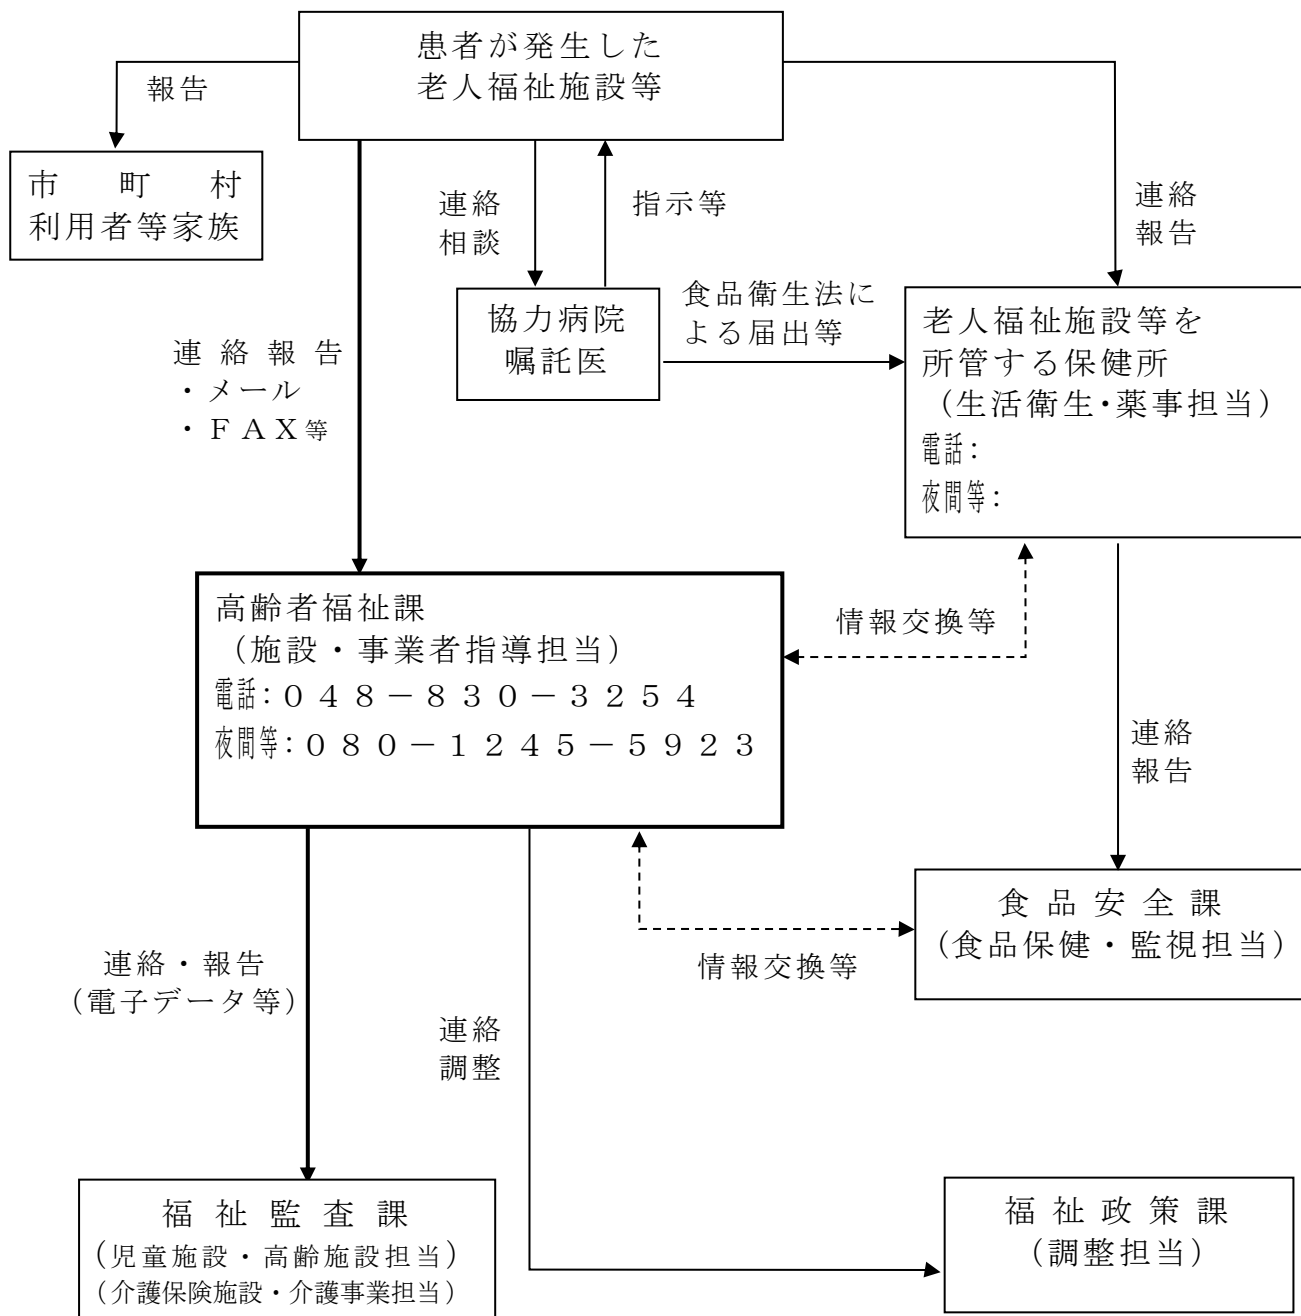 患者が発生した
老人福祉施設等
報告
市　町　村
利用者等家族
連絡
相談
指示等
連絡
報告
協力病院
嘱託医
食品衛生法に
よる届出等
老人福祉施設等を
所管する保健所
（生活衛生・薬事担当）
電話：
夜間等：
連 絡 報 告
・メール
・ＦＡＸ等
高齢者福祉課
（施設・事業者指導担当）
電話：０４８－８３０－３２５４
夜間等：０８０－１２４５－５９２３
情報交換等
連絡
報告
食 品 安 全 課
（食品保健・監視担当）
情報交換等
連絡・報告
（電子データ等）
連絡
調整
福 祉 監 査 課
（児童施設・高齢施設担当）
（介護保険施設・介護事業担当）
福 祉 政 策 課
（調整担当）